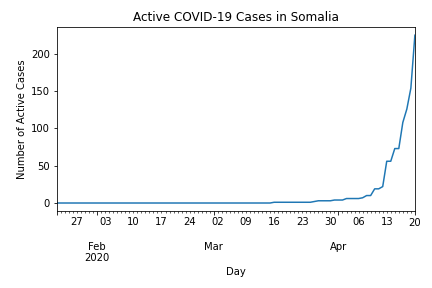 Active COVID-19 Cases in Somalia
Number of Active Cases
200
150
100
50
0
27 03 10 17 24 02 09 16 23 30 06 13 20
Feb Mar Apr
2020
Day